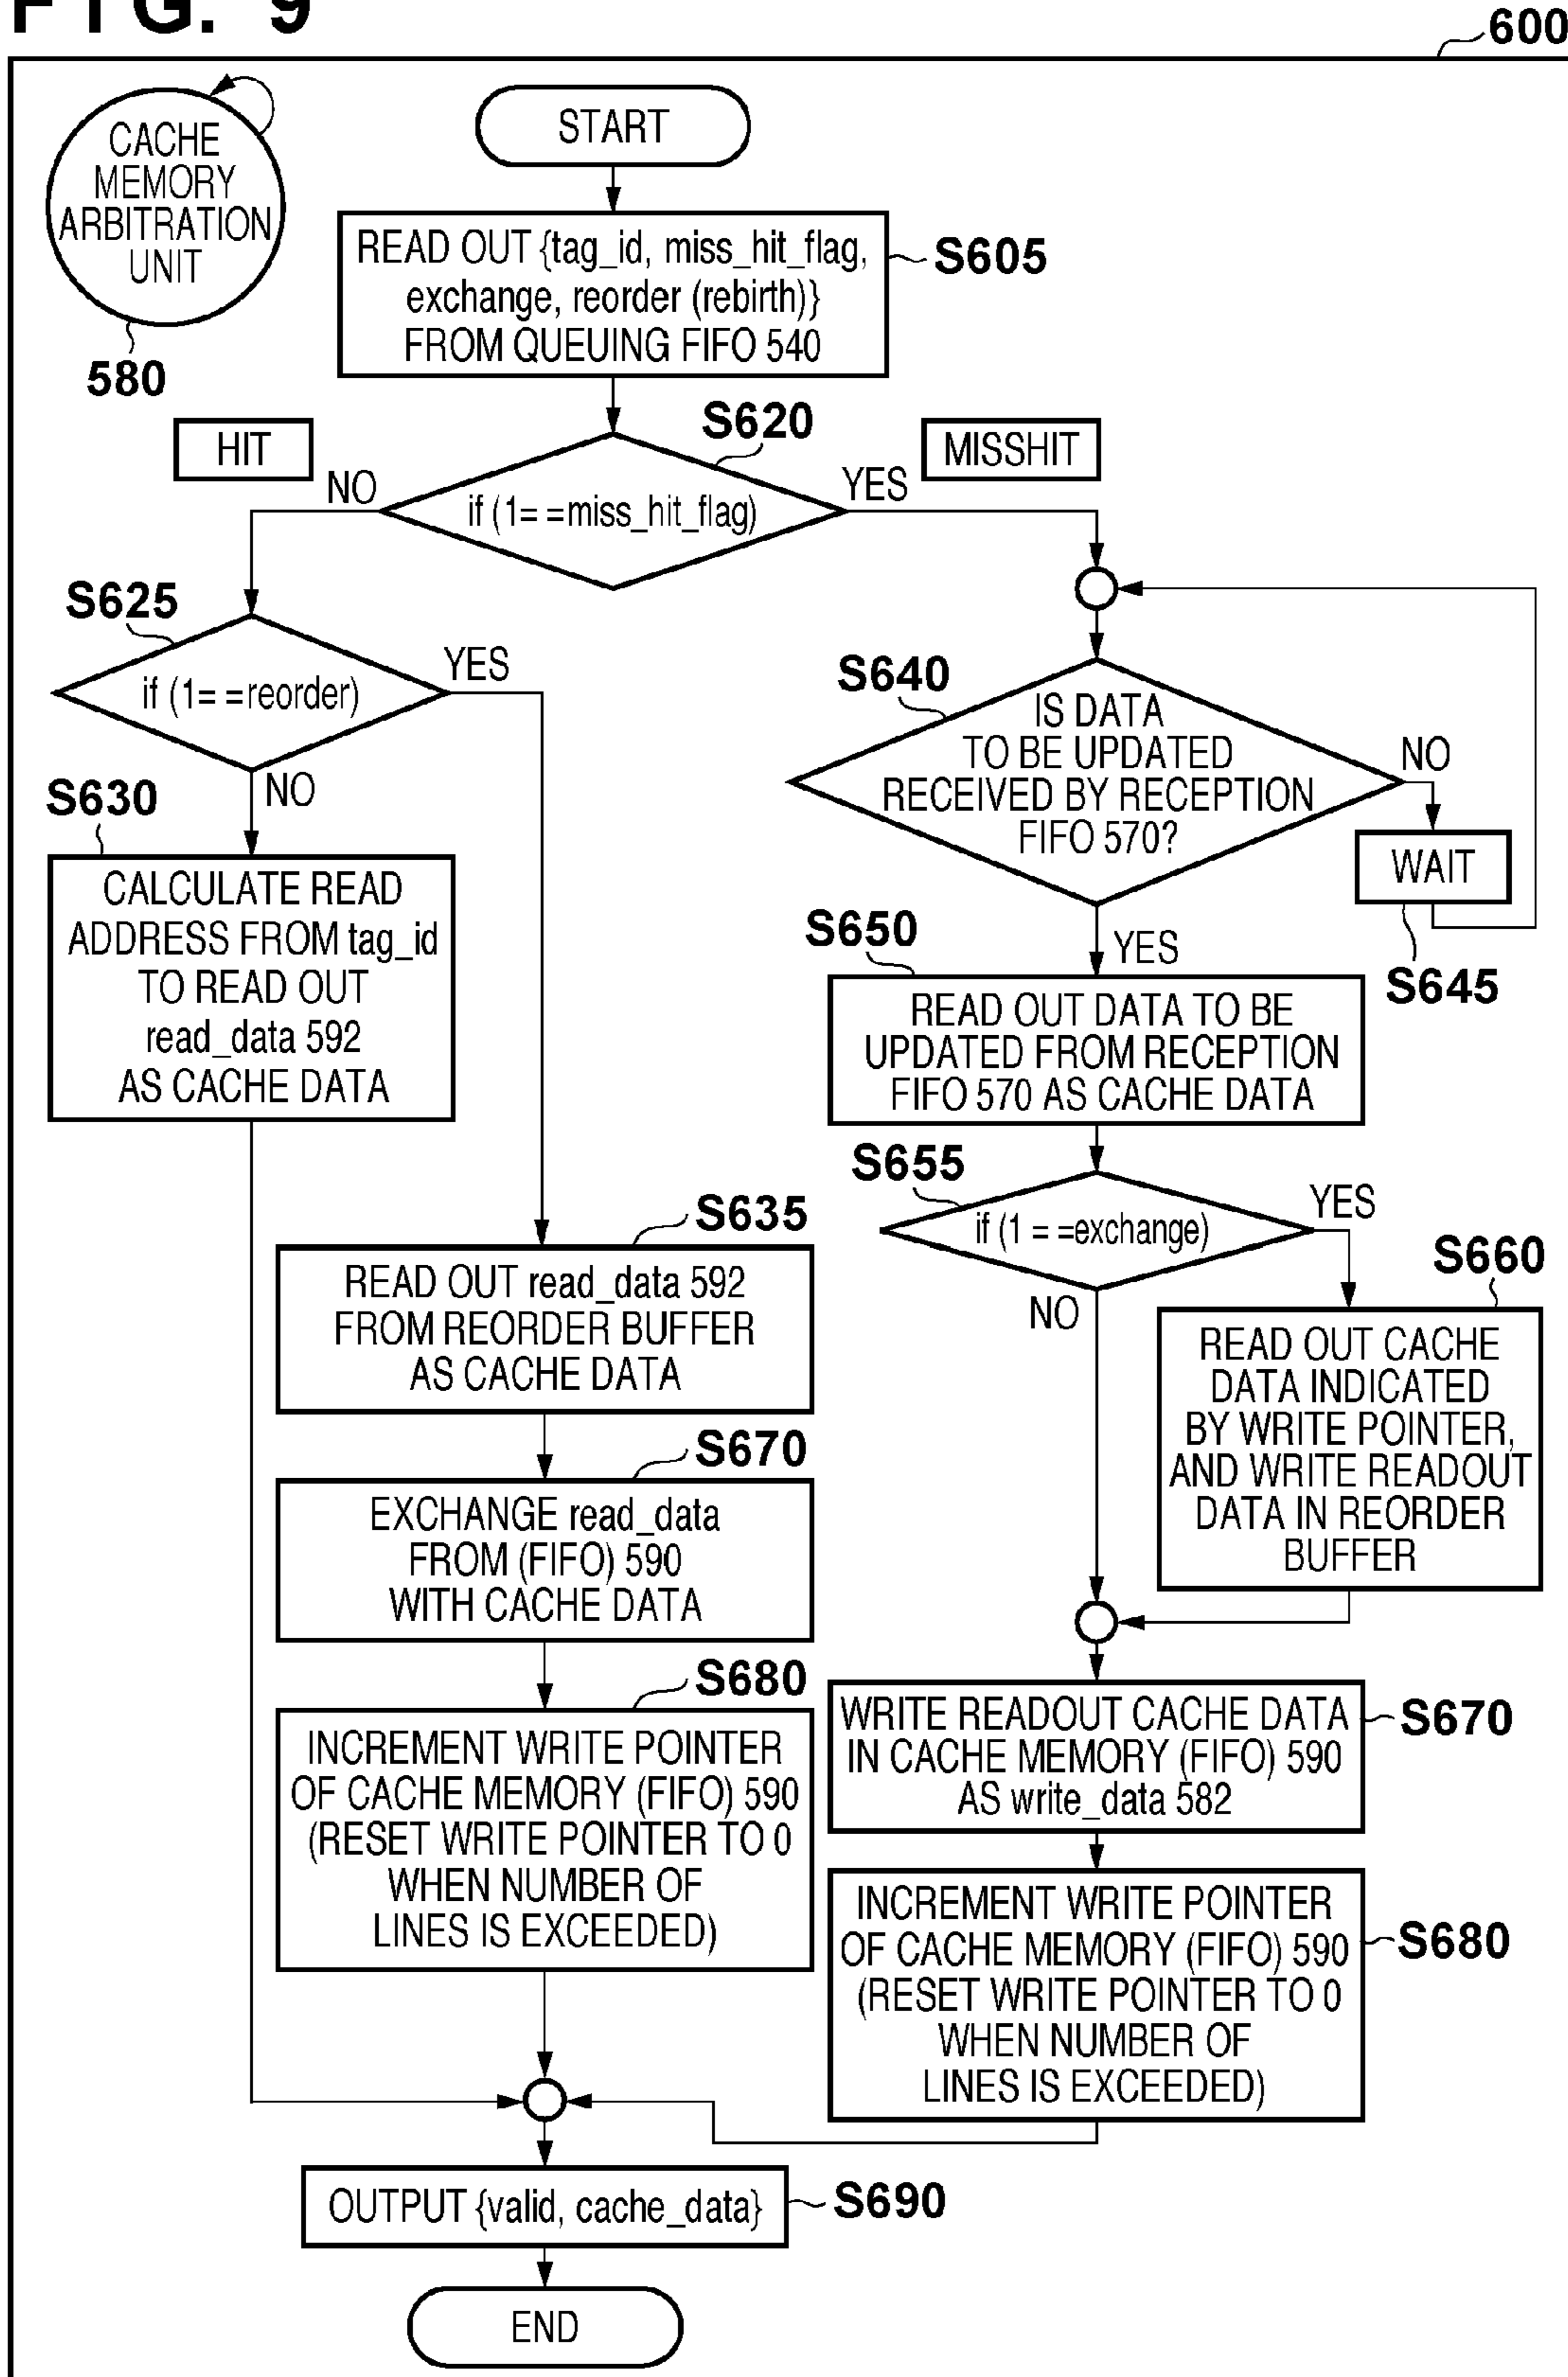 FIG. 9
600
CACHE
MEMORY
ARBITRATION
UNIT
580
START
READ OUT {tag_id, miss_hit_flag,
exchange, reorder (rebirth)}
FROM QUEUING FIFO 540
S605
HIT
S620
MISSHIT
NO
if (1= =miss_hit_flag)
YES
S625
if (1= =reorder)
YES
NO
S630
CALCULATE READ
ADDRESS FROM tag_id
TO READ OUT
read_data 592
AS CACHE DATA
S640
IS DATA
TO BE UPDATED
RECEIVED BY RECEPTION
FIFO 570?
NO
WAIT
S645
YES
S650
READ OUT DATA TO BE
UPDATED FROM RECEPTION
FIFO 570 AS CACHE DATA
S655
if (1 = =exchange)
YES
NO
S660
READ OUT CACHE
DATA INDICATED
BY WRITE POINTER,
AND WRITE READOUT
DATA IN REORDER
BUFFER
S635
READ OUT read_data 592
FROM REORDER BUFFER
AS CACHE DATA
S670
EXCHANGE read_data
FROM (FIFO) 590
WITH CACHE DATA
S680
INCREMENT WRITE POINTER
OF CACHE MEMORY (FIFO) 590
(RESET WRITE POINTER TO 0
WHEN NUMBER OF
LINES IS EXCEEDED)
WRITE READOUT CACHE DATA
IN CACHE MEMORY (FIFO) 590
AS write_data 582
S670
INCREMENT WRITE POINTER
OF CACHE MEMORY (FIFO) 590
(RESET WRITE POINTER TO 0
WHEN NUMBER OF
LINES IS EXCEEDED)
S680
OUTPUT {valid, cache_data}
S690
END